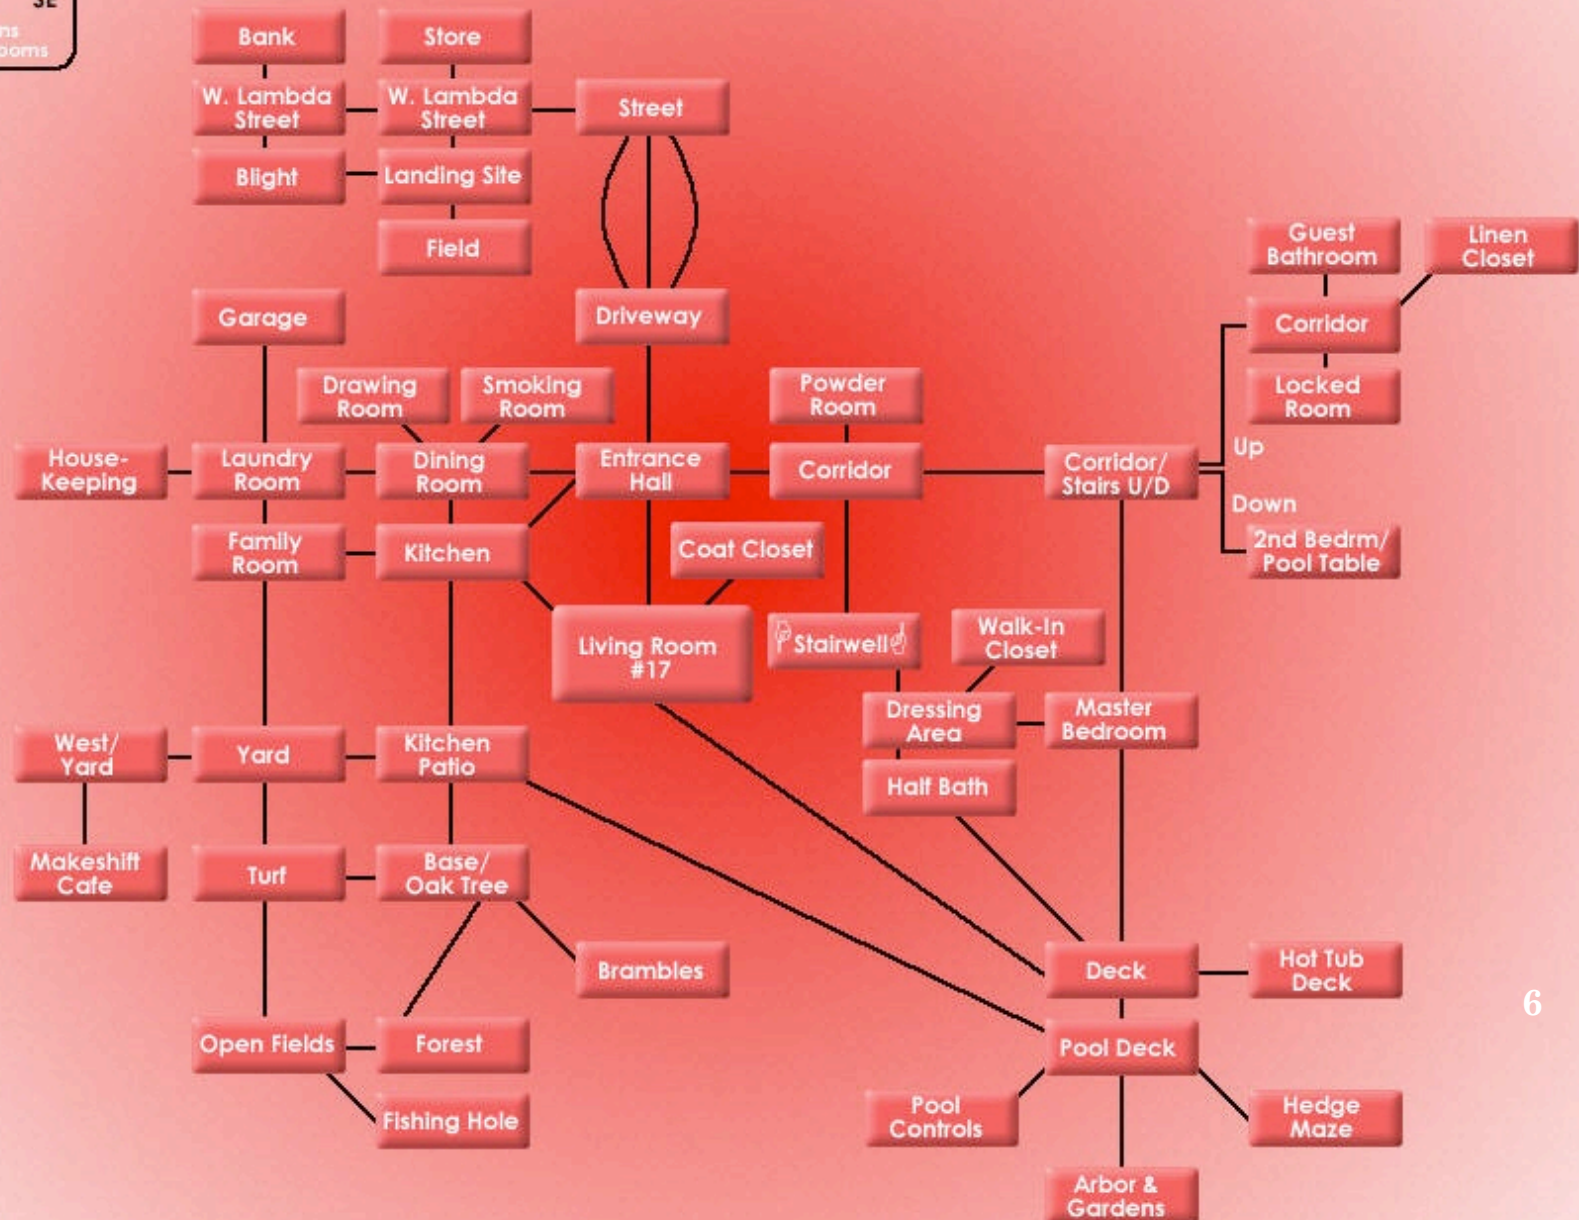 SE
ns
ooms
Bank
Store
W. Lambda
Street
W. Lambda
Street
Street
Blight
Landing Site
Field
Guest
Bathroom
Linen
Closet
Garage
Driveway
Corridor
Drawing
Room
Smoking
Room
Powder
Room
Locked
Room
House-
Keeping
Laundry
Room
Dining
Room
Entrance
Hall
Corridor
Corridor/
Stairs U/D
Up
Down
Family
Room
Kitchen
Coat Closet
2nd Bedrm/
Pool Table
Living Room
#17
Stairwell
Walk-In
Closet
Dressing
Area
Master
Bedroom
West/
Yard
Yard
Kitchen
Patio
Half Bath
Makeshift
Cafe
Turf
Base/
Oak Tree
Brambles
Deck
Hot Tub
Deck
6
Open Fields
Forest
Pool Deck
Fishing Hole
Pool
Controls
Hedge
Maze
Arbor &
Gardens